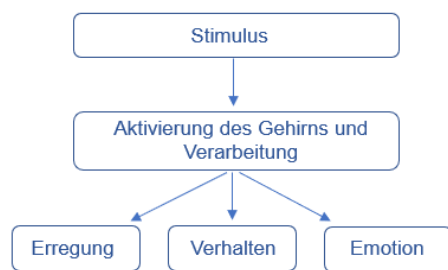 Stimulus
Aktivierung des Gehirns und
Verarbeitung
Erregung
Verhalten
Emotion